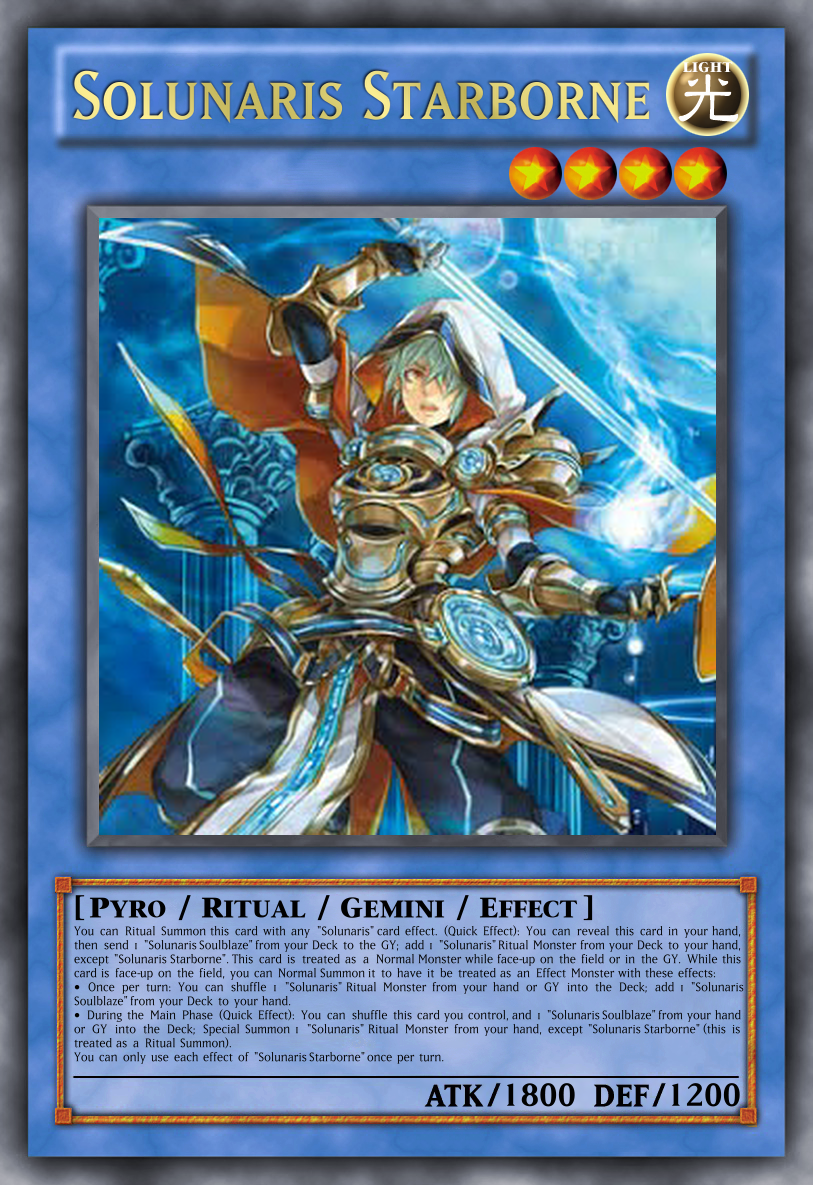 Solunaris Starborne
LIGHT
光
[ Pyro / Ritual / Gemini / Effect ]
You can Ritual Summon this card with any "Solunaris" card effect. (Quick Effect): You can reveal this card in your hand,
then send 1 "Solunaris Soulblaze" from your Deck to the GY; add 1 "Solunaris" Ritual Monster from your Deck to your hand,
except "Solunaris Starborne". This card is treated as a Normal Monster while face-up on the field or in the GY. While this
card is face-up on the field, you can Normal Summon it to have it be treated as an Effect Monster with these effects:
• Once per turn: You can shuffle 1 "Solunaris" Ritual Monster from your hand or GY into the Deck; add 1 "Solunaris
Soulblaze" from your Deck to your hand.
• During the Main Phase (Quick Effect): You can shuffle this card you control, and 1 "Solunaris Soulblaze" from your hand
or GY into the Deck; Special Summon 1 "Solunaris" Ritual Monster from your hand, except "Solunaris Starborne" (this is
treated as a Ritual Summon).
You can only use each effect of "Solunaris Starborne" once per turn.
ATK/1800 DEF/1200